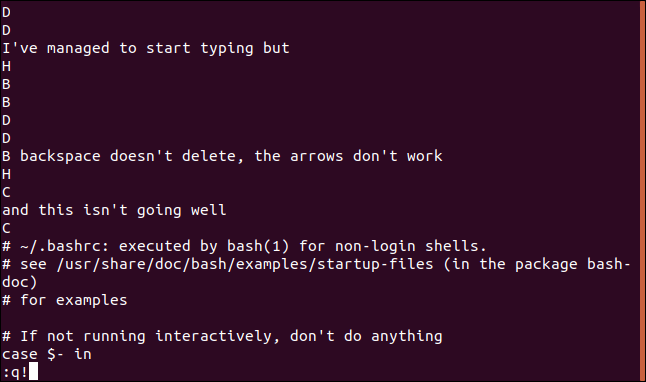 D
D
I've managed to start typing but
H
B
B
D
D
B backspace doesn't delete, the arrows don't work
H
C
and this isn't going well
C
# ~/.bashrc: executed by bash(1) for non-login shells.
# see /usr/share/doc/bash/examples/startup-files (in the package bash-
doc)
# for examples

# If not running interactively, don't do anything
case $- in
:q!